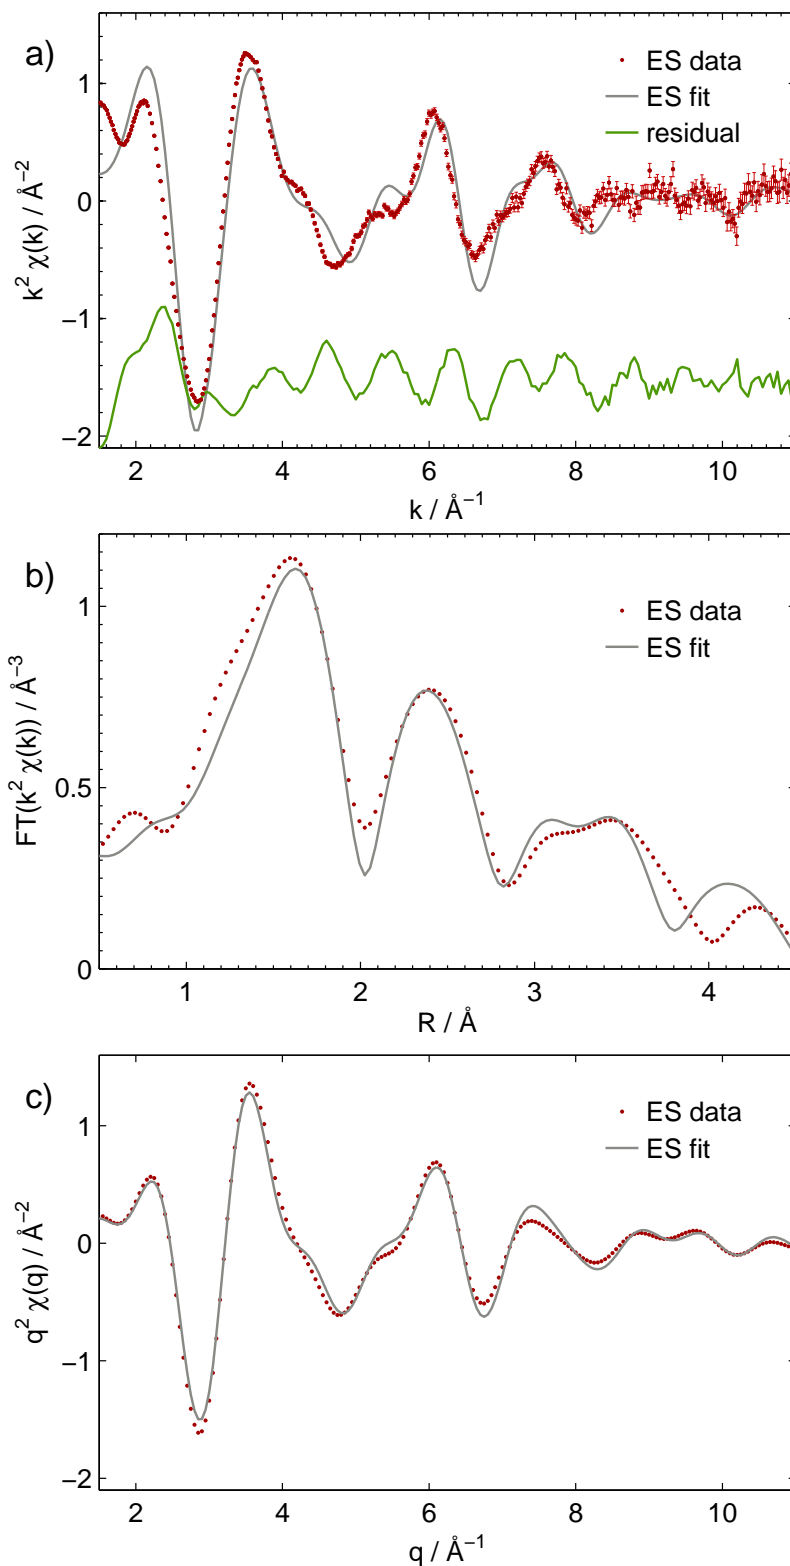 a)
ES data
ES fit
residual
1
0
−1
−2
k² χ(k) / Å⁻²
2 4 6 8 10
k / Å⁻¹
b)
ES data
ES fit
1
0.5
0
FT(k² χ(k)) / Å⁻³
1 2 3 4
R / Å
c)
ES data
ES fit
1
0
−1
−2
q² χ(q) / Å⁻²
2 4 6 8 10
q / Å⁻¹